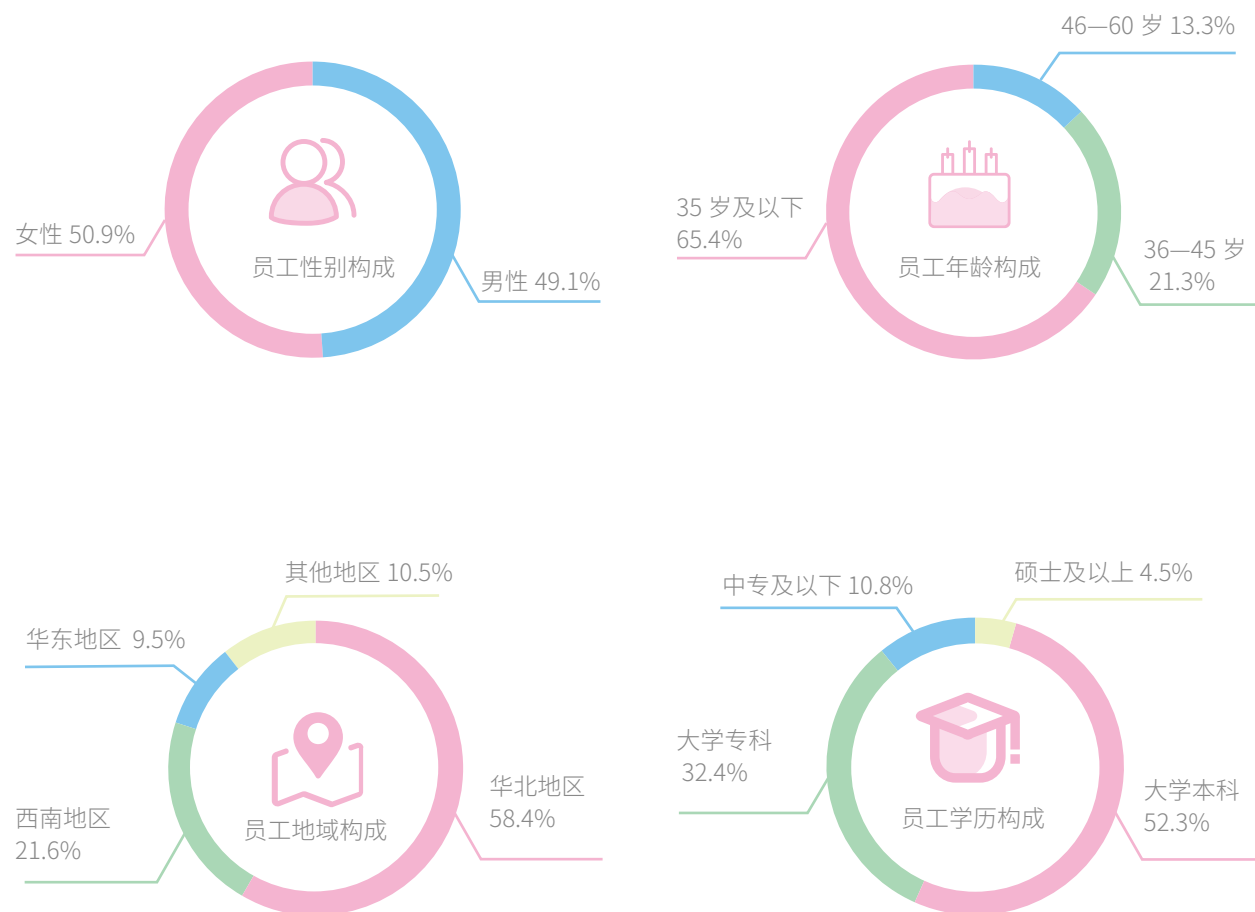 46—60 岁 13.3%
女性 50.9%
员工性别构成
男性 49.1%
35 岁及以下
65.4%
员工年龄构成
36—45 岁
21.3%
其他地区 10.5%
华东地区 9.5%
西南地区
21.6%
员工地域构成
华北地区
58.4%
中专及以下 10.8%
硕士及以上 4.5%
大学专科
32.4%
员工学历构成
大学本科
52.3%